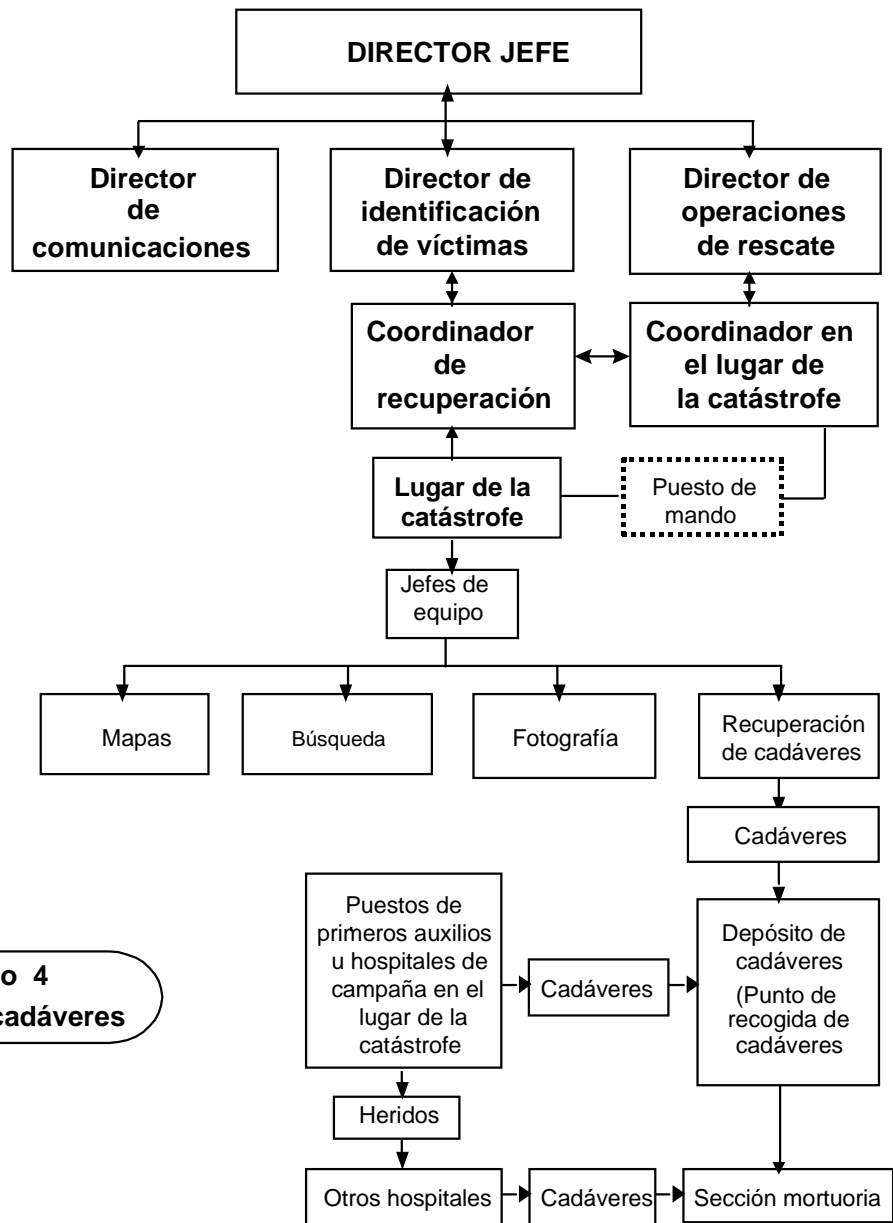 DIRECTOR JEFE
Director
de
comunicaciones
Director de
identificación
de víctimas
Director de
operaciones
de rescate
Coordinador
de
recuperación
Coordinador en
el lugar de
la catástrofe
Lugar de la
catástrofe
Puesto de
mando
Jefes de
equipo
Mapas
Búsqueda
Fotografía
Recuperación
de cadáveres
Cadáveres
Puestos de
primeros auxilios
u hospitales de
campaña en el
lugar de la
catástrofe
Cadáveres
Depósito de
cadáveres
(Punto de
recogida de
cadáveres
o 4
cadáveres
Heridos
Otros hospitales
Cadáveres
Sección mortuoria